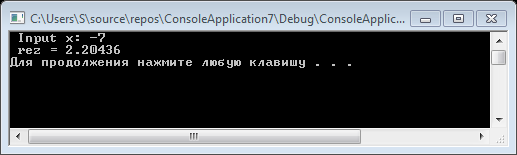 C:\Users\S\source\repos\ConsoleApplication7\Debug\ConsoleApplic...
Input x: -7
rez = 2.20436
Для продолжения нажмите любую клавишу . . .